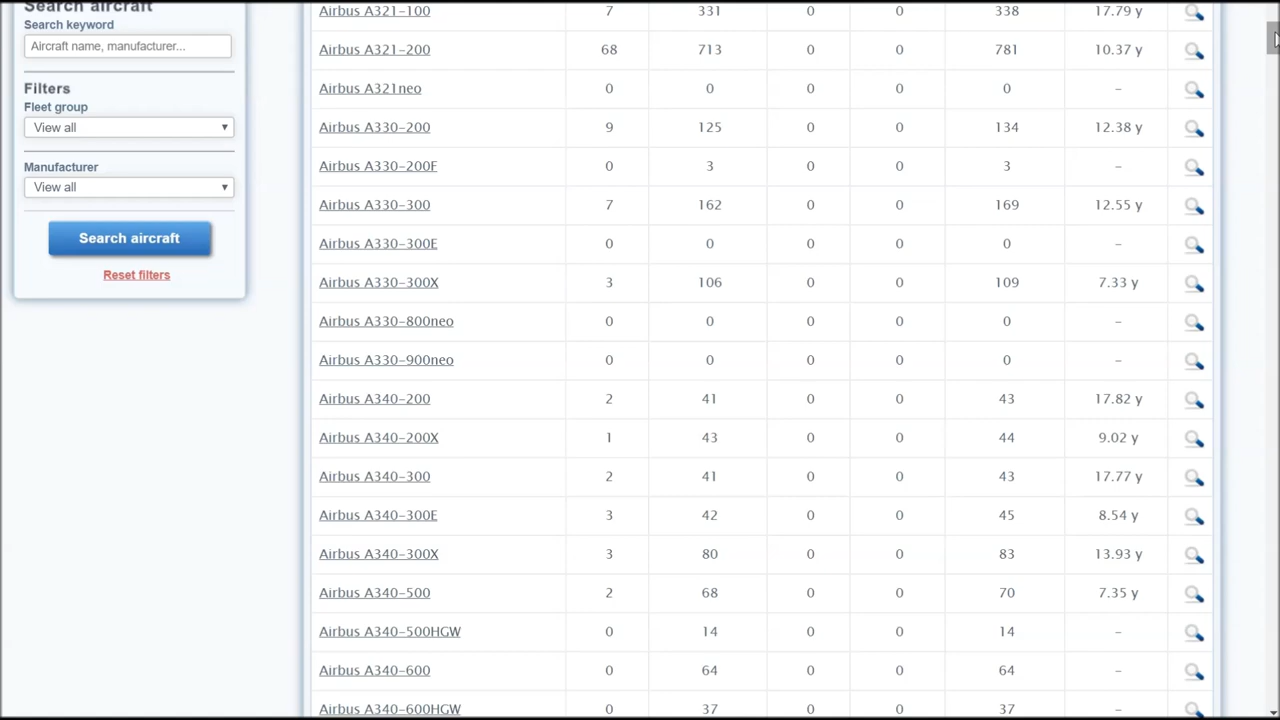 Search aircraft
Search keyword
Aircraft name, manufacturer...
Filters
Fleet group
View all
Manufacturer
View all
Search aircraft
Reset filters
Airbus A321-100 7 331 0 0 338 17.79 y
Airbus A321-200 68 713 0 0 781 10.37 y
Airbus A321neo 0 0 0 0 0 -
Airbus A330-200 9 125 0 0 134 12.38 y
Airbus A330-200F 0 3 0 0 3 -
Airbus A330-300 7 162 0 0 169 12.55 y
Airbus A330-300E 0 0 0 0 0 -
Airbus A330-300X 3 106 0 0 109 7.33 y
Airbus A330-800neo 0 0 0 0 0 -
Airbus A330-900neo 0 0 0 0 0 -
Airbus A340-200 2 41 0 0 43 17.82 y
Airbus A340-200X 1 43 0 0 44 9.02 y
Airbus A340-300 2 41 0 0 43 17.77 y
Airbus A340-300E 3 42 0 0 45 8.54 y
Airbus A340-300X 3 80 0 0 83 13.93 y
Airbus A340-500 2 68 0 0 70 7.35 y
Airbus A340-500HGW 0 14 0 0 14 -
Airbus A340-600 0 64 0 0 64 -
Airbus A340-600HGW 0 37 0 0 37 -